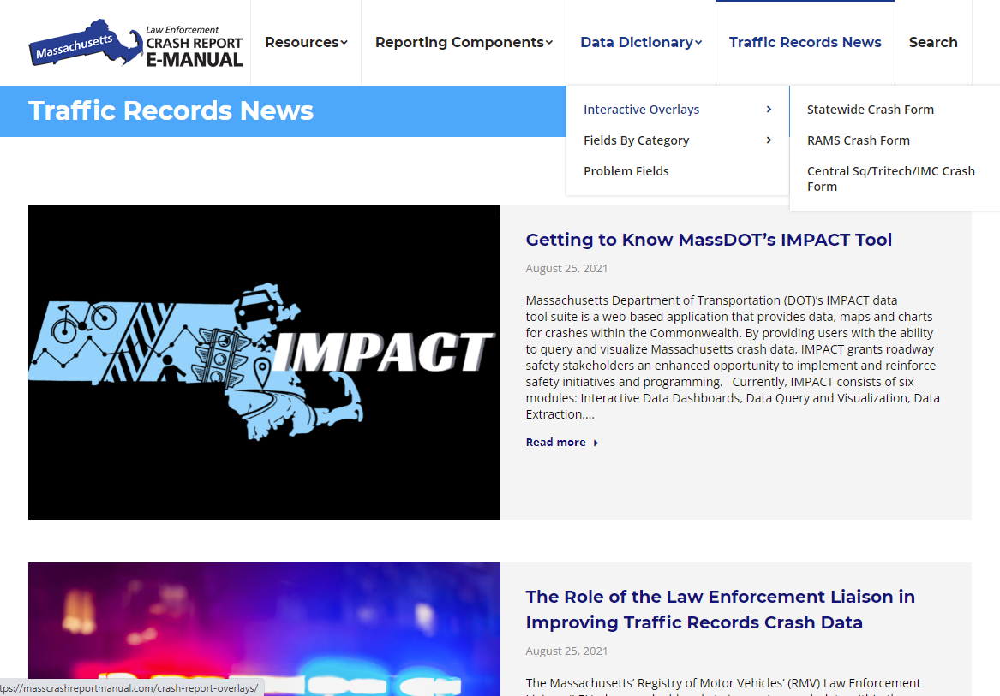 Massachusetts
Law Enforcement
CRASH REPORT
E-MANUAL
Resources
Reporting Components
Data Dictionary
Traffic Records News
Search
Traffic Records News
Interactive Overlays
Fields By Category
Problem Fields
Statewide Crash Form
RAMS Crash Form
Central Sq/Tritech/IMC Crash
Form
IMPACT
Getting to Know MassDOT’s IMPACT Tool
August 25, 2021
Massachusetts Department of Transportation (DOT)’s IMPACT data
tool suite is a web-based application that provides data, maps and charts
for crashes within the Commonwealth. By providing users with the ability
to query and visualize Massachusetts crash data, IMPACT grants roadway
safety stakeholders an enhanced opportunity to implement and reinforce
safety initiatives and programming.   Currently, IMPACT consists of six
modules: Interactive Data Dashboards, Data Query and Visualization, Data
Extraction,...
Read more
The Role of the Law Enforcement Liaison in
Improving Traffic Records Crash Data
August 25, 2021
The Massachusetts’ Registry of Motor Vehicles’ (RMV) Law Enforcement
tps://masscrashreportmanual.com/crash-report-overlays/